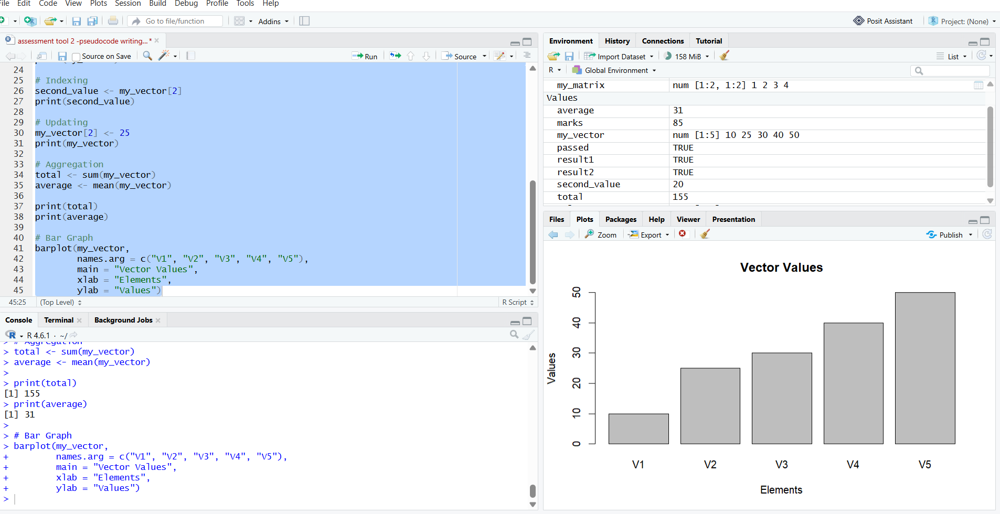 File Edit Code View Plots Session Build Debug Profile Tools Help
Go to file/function Addins Posit Assistant Project: (None)
assessment tool 2 -pseudocode writing...*
Source on Save Run Source
24
25 # Indexing
26 second_value <- my_vector[2]
27 print(second_value)
28
29 # Updating
30 my_vector[2] <- 25
31 print(my_vector)
32
33 # Aggregation
34 total <- sum(my_vector)
35 average <- mean(my_vector)
36
37 print(total)
38 print(average)
39
40 # Bar Graph
41 barplot(my_vector,
42 names.arg = c("V1", "V2", "V3", "V4", "V5"),
43 main = "Vector Values",
44 xlab = "Elements",
45 ylab = "Values")
45:25 (Top Level) R Script
Console Terminal Background Jobs
R 4.6.1 · ~/
> # Aggregation
> total <- sum(my_vector)
> average <- mean(my_vector)
>
> print(total)
[1] 155
> print(average)
[1] 31
>
> # Bar Graph
> barplot(my_vector,
+ names.arg = c("V1", "V2", "V3", "V4", "V5"),
+ main = "Vector Values",
+ xlab = "Elements",
+ ylab = "Values")
>
Environment History Connections Tutorial
Import Dataset 158 MiB List
R Global Environment
my_matrix num [1:2, 1:2] 1 2 3 4
Values
average 31
marks 85
my_vector num [1:5] 10 25 30 40 50
passed TRUE
result1 TRUE
result2 TRUE
second_value 20
total 155
Files Plots Packages Help Viewer Presentation
Zoom Export Publish
Vector Values
Values
50
40
30
20
10
0
V1 V2 V3 V4 V5
Elements